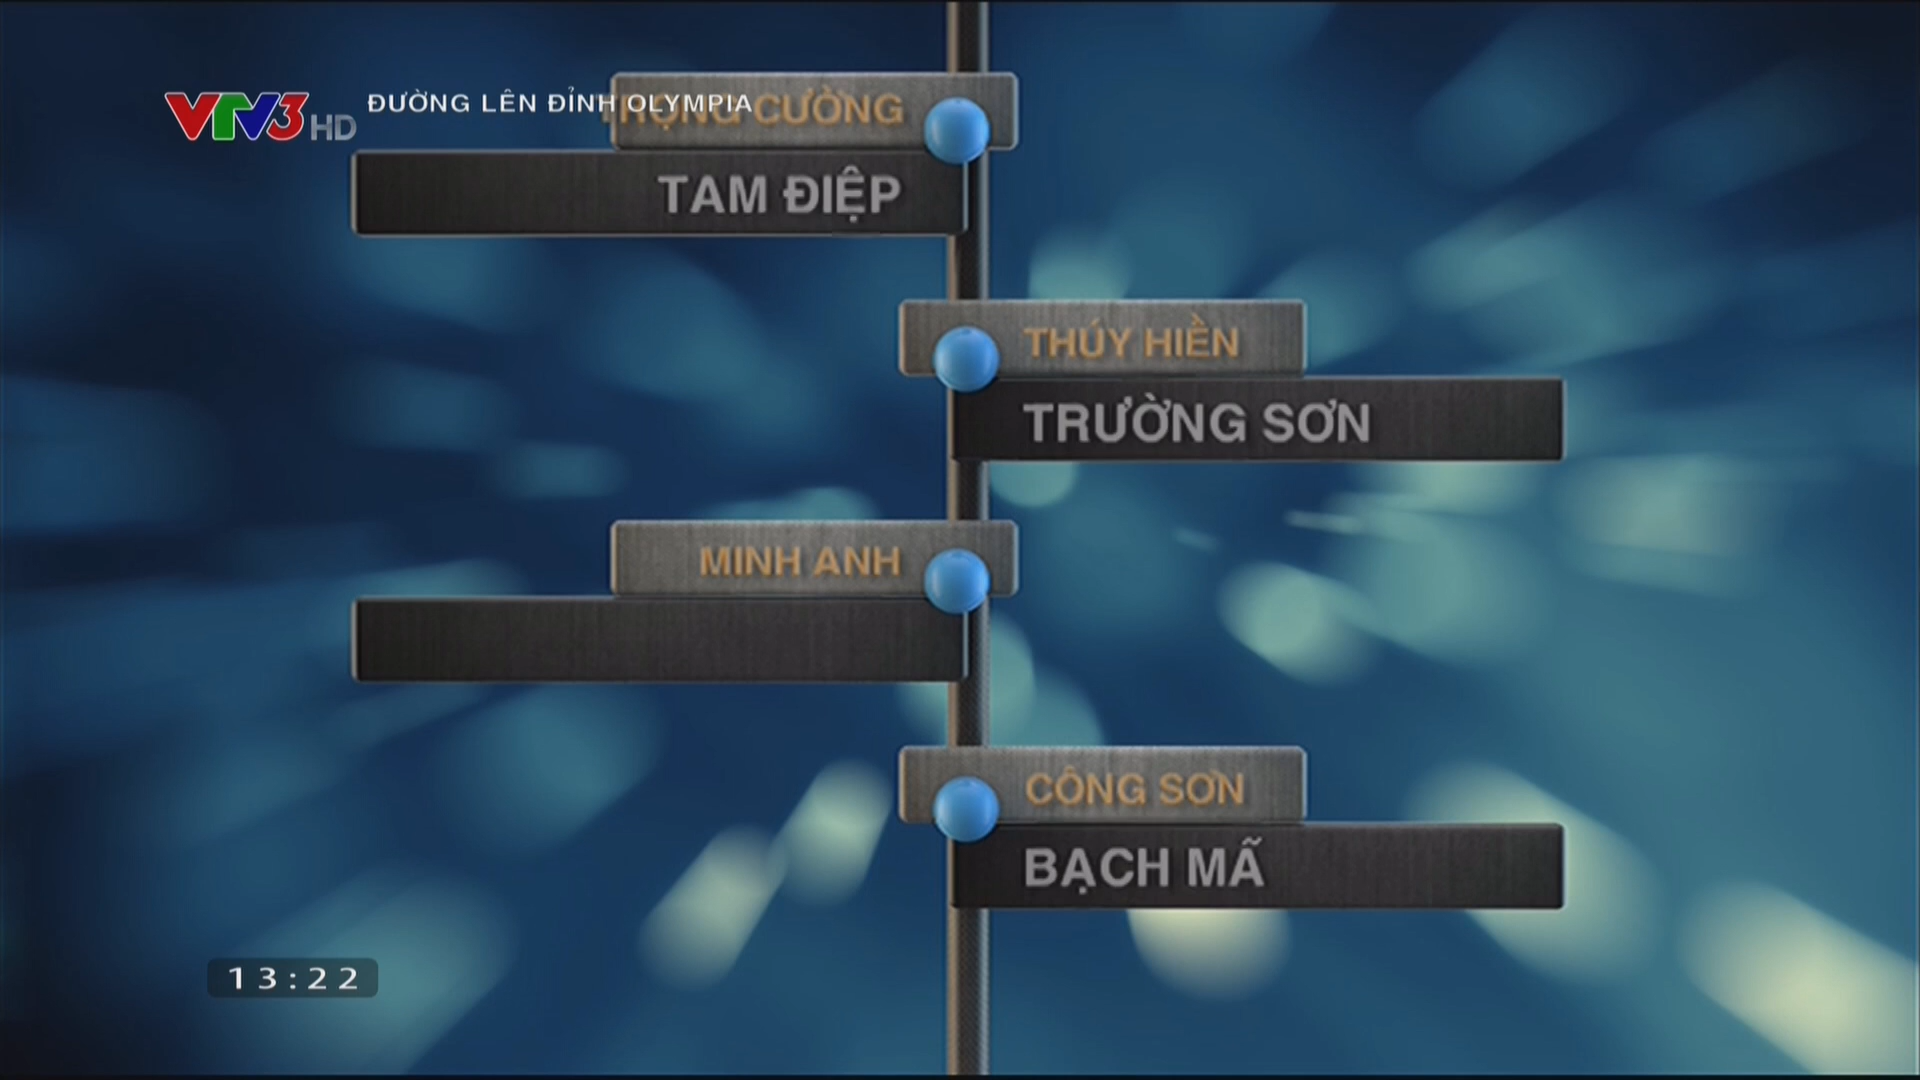 VTV3 HD
ĐƯỜNG LÊN ĐỈNH OLYMPIA
TRỌNG CƯỜNG
TAM ĐIỆP
THÚY HIỀN
TRƯỜNG SƠN
MINH ANH
CÔNG SƠN
BẠCH MÃ
13:22